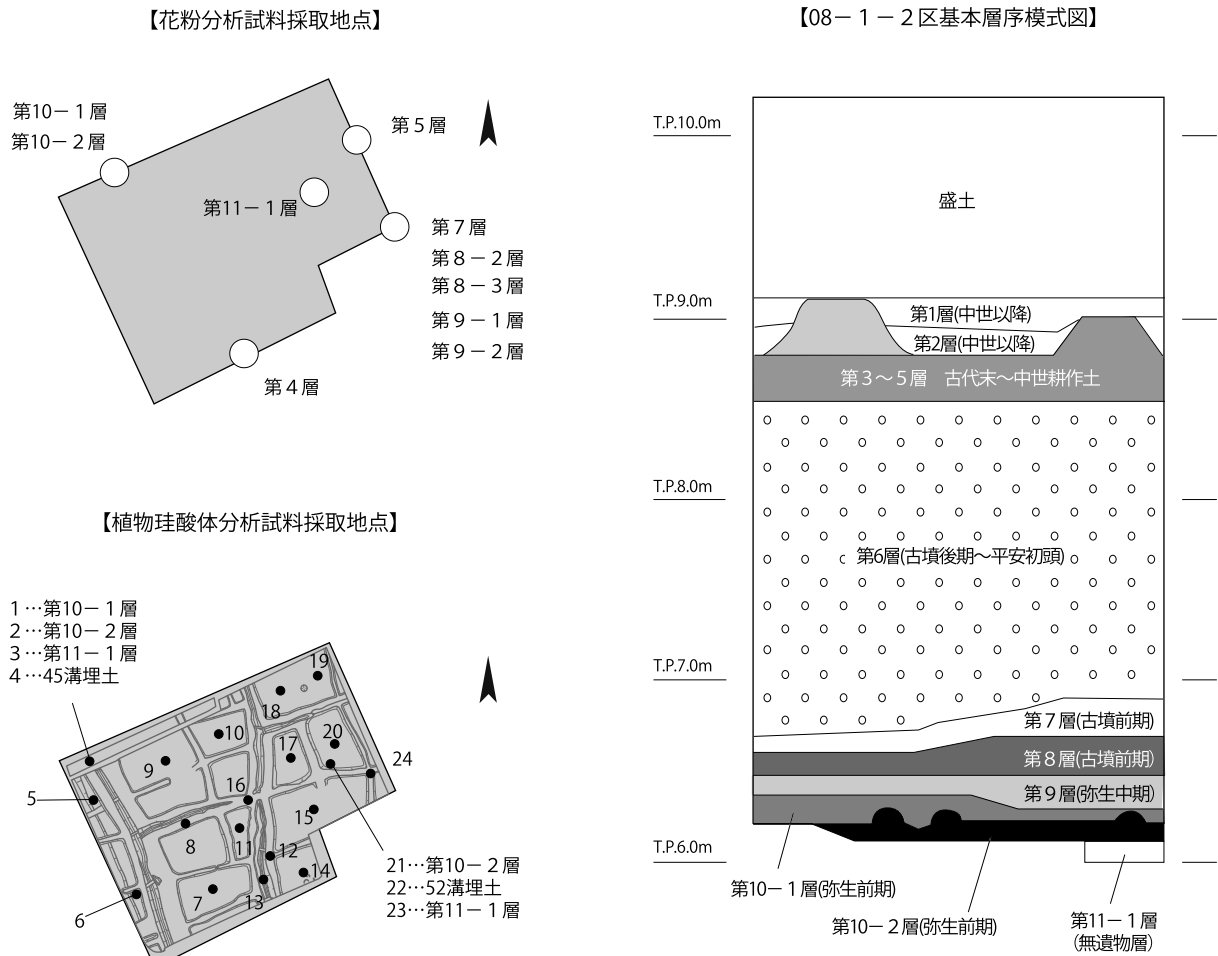 【花粉分析試料採取地点】
第10－１層
第10－２層
第５層
第11－１層
第７層
第８－２層
第８－３層
第９－１層
第９－２層
第４層
【植物珪酸体分析試料採取地点】
１…第10－１層
２…第10－２層
３…第11－１層
４…45溝埋土
19
18
10
17
20
24
9
16
5
15
8
11
12
14
7
13
6
21…第10－２層
22…52溝埋土
23…第11－１層
【08－１－２区基本層序模式図】
T.P.10.0m
盛土
T.P.9.0m
第1層(中世以降)
第2層(中世以降)
第３～５層　古代末～中世耕作土
T.P.8.0m
第6層(古墳後期～平安初頭)
T.P.7.0m
第７層(古墳前期)
第８層(古墳前期)
第９層(弥生中期)
T.P.6.0m
第10－１層(弥生前期)
第10－２層(弥生前期)
第11－１層
(無遺物層)